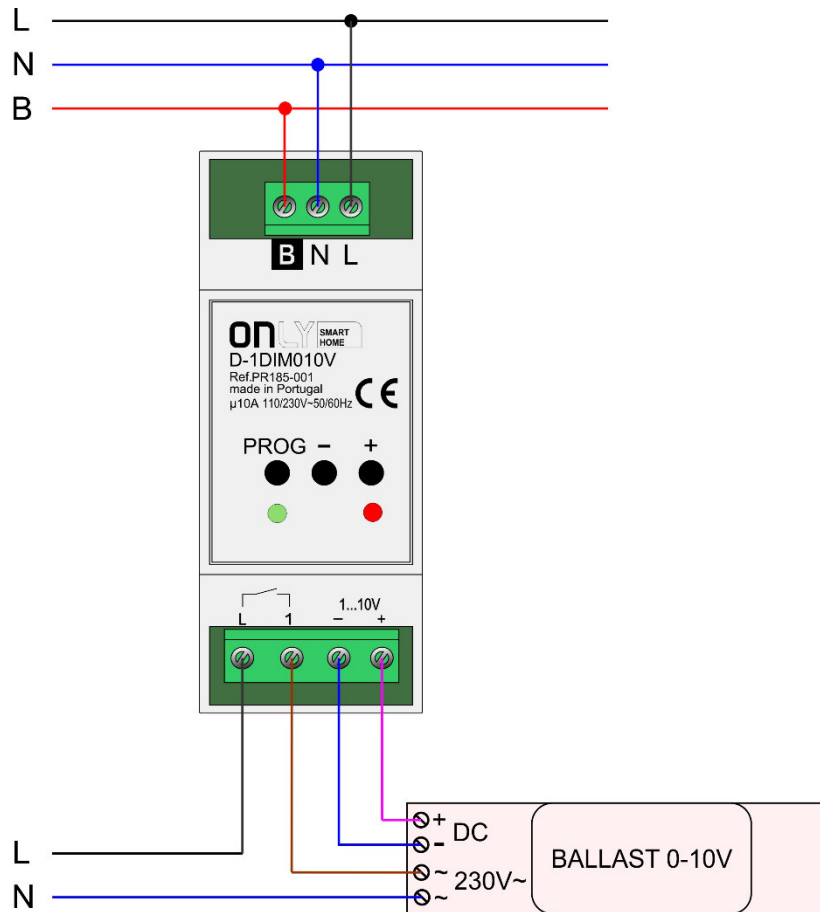 L
N
B
B N L
ONLY SMART HOME
D-1DIM010V
Ref.PR185-001
made in Portugal
µ10A 110/230V~50/60Hz CE
PROG − +
1...10V
L 1 − +
+ DC
-
~ 230V~
~
BALLAST 0-10V
L
N